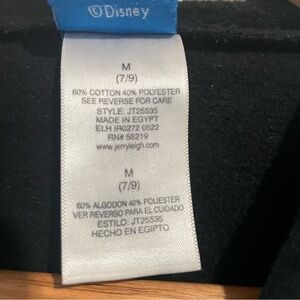 ©Disney
M
(7/9)
60% COTTON 40% POLYESTER
SEE REVERSE FOR CARE
STYLE: JT25535
MADE IN EGYPT
ELH IR0272 0522
RN# 55219
www.jerryleigh.com
M
(7/9)
60% ALGODON 40% POLIESTER
VER REVERSO PARA EL CUIDADO
ESTILO: JT25535
HECHO EN EGIPTO